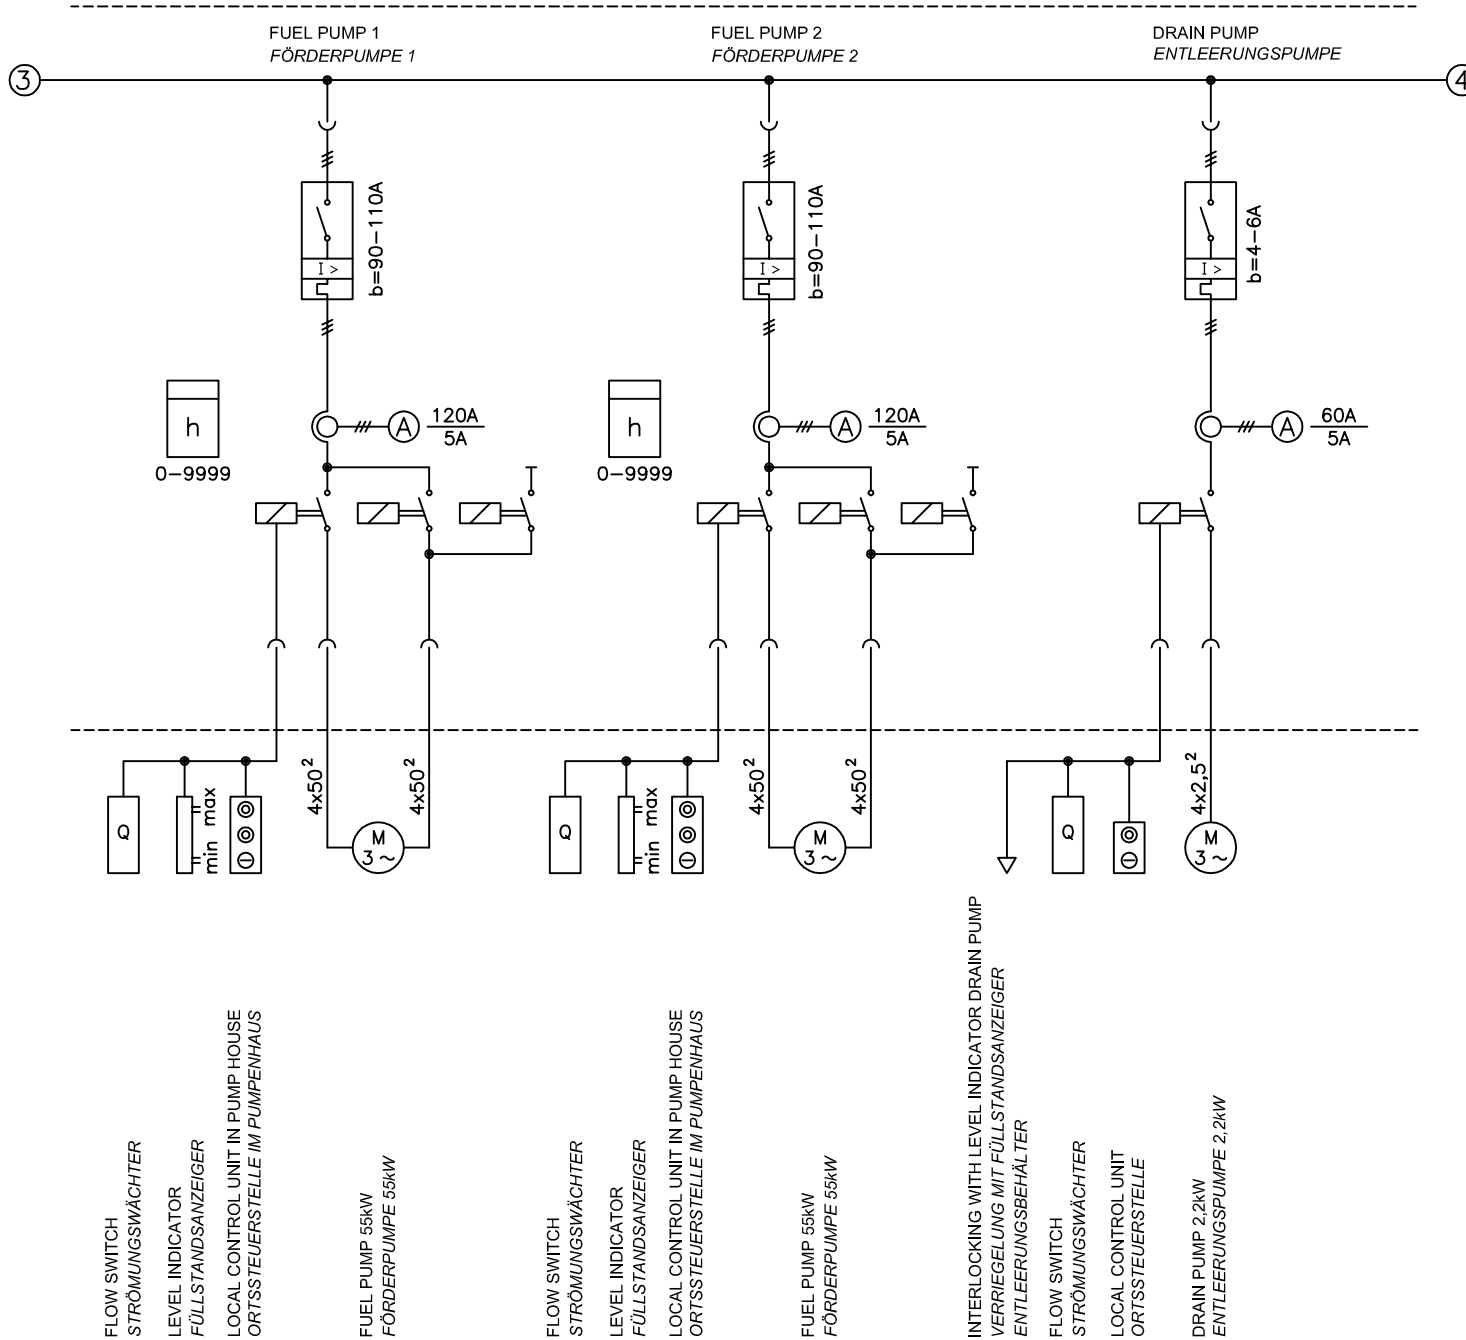 FUEL PUMP 1
FÖRDERPUMPE 1
FUEL PUMP 2
FÖRDERPUMPE 2
DRAIN PUMP
ENTLEERUNGSPUMPE
3
4
I >
b=90-110A
I >
b=90-110A
I >
b=4-6A
h
0-9999
A
120A
5A
h
0-9999
A
120A
5A
A
60A
5A
Q
min max
4x50²
M
3 ~
4x50²
Q
min max
4x50²
M
3 ~
4x50²
Q
4x2,5²
M
3 ~
FLOW SWITCH
STRÖMUNGSWÄCHTER
LEVEL INDICATOR
FÜLLSTANDSANZEIGER
LOCAL CONTROL UNIT IN PUMP HOUSE
ORTSSTEUERSTELLE IM PUMPENHAUS
FUEL PUMP 55kW
FÖRDERPUMPE 55kW
FLOW SWITCH
STRÖMUNGSWÄCHTER
LEVEL INDICATOR
FÜLLSTANDSANZEIGER
LOCAL CONTROL UNIT IN PUMP HOUSE
ORTSSTEUERSTELLE IM PUMPENHAUS
FUEL PUMP 55kW
FÖRDERPUMPE 55kW
INTERLOCKING WITH LEVEL INDICATOR DRAIN PUMP
VERRIEGELUNG MIT FÜLLSTANDSANZEIGER
ENTLEERUNGSBEHÄLTER
FLOW SWITCH
STRÖMUNGSWÄCHTER
LOCAL CONTROL UNIT
ORTSSTEUERSTELLE
DRAIN PUMP 2,2kW
ENTLEERUNGSPUMPE 2,2kW